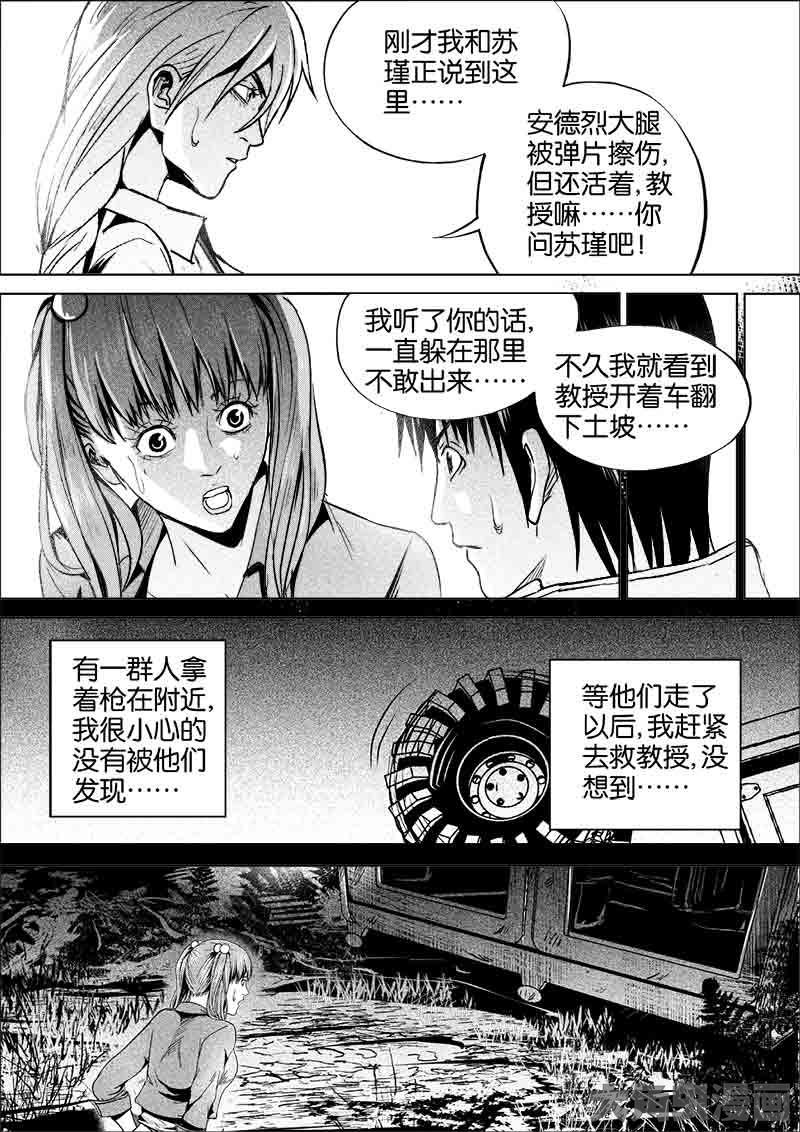 刚才我和苏
瑾正说到这
里……
安德烈大腿
被弹片擦伤，
但还活着，教
授嘛……你
问苏瑾吧！
我听了你的话，
一直躲在那里
不敢出来……
不久我就看到
教授开着车翻
下土坡……
有一群人拿
着枪在附近，
我很小心的
没有被他们
发现……
等他们走了
以后，我赶紧
去救教授，没
想到……